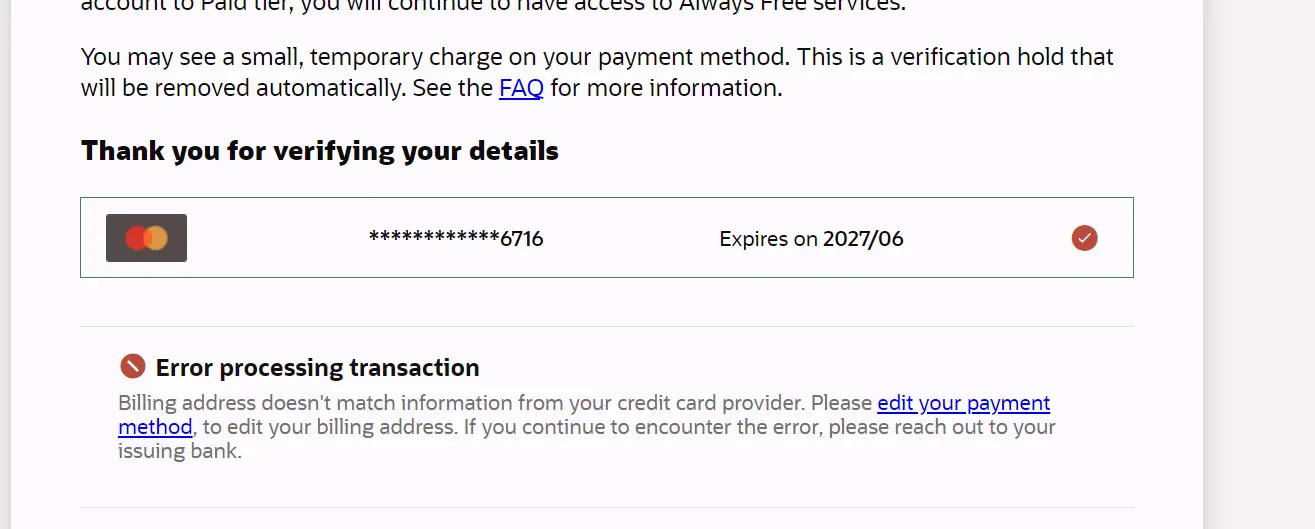 account to Paid tier, you will continue to have access to Always Free services.
You may see a small, temporary charge on your payment method. This is a verification hold that
will be removed automatically. See the FAQ for more information.
Thank you for verifying your details
************6716 Expires on 2027/06
Error processing transaction
Billing address doesn't match information from your credit card provider. Please edit your payment
method, to edit your billing address. If you continue to encounter the error, please reach out to your
issuing bank.